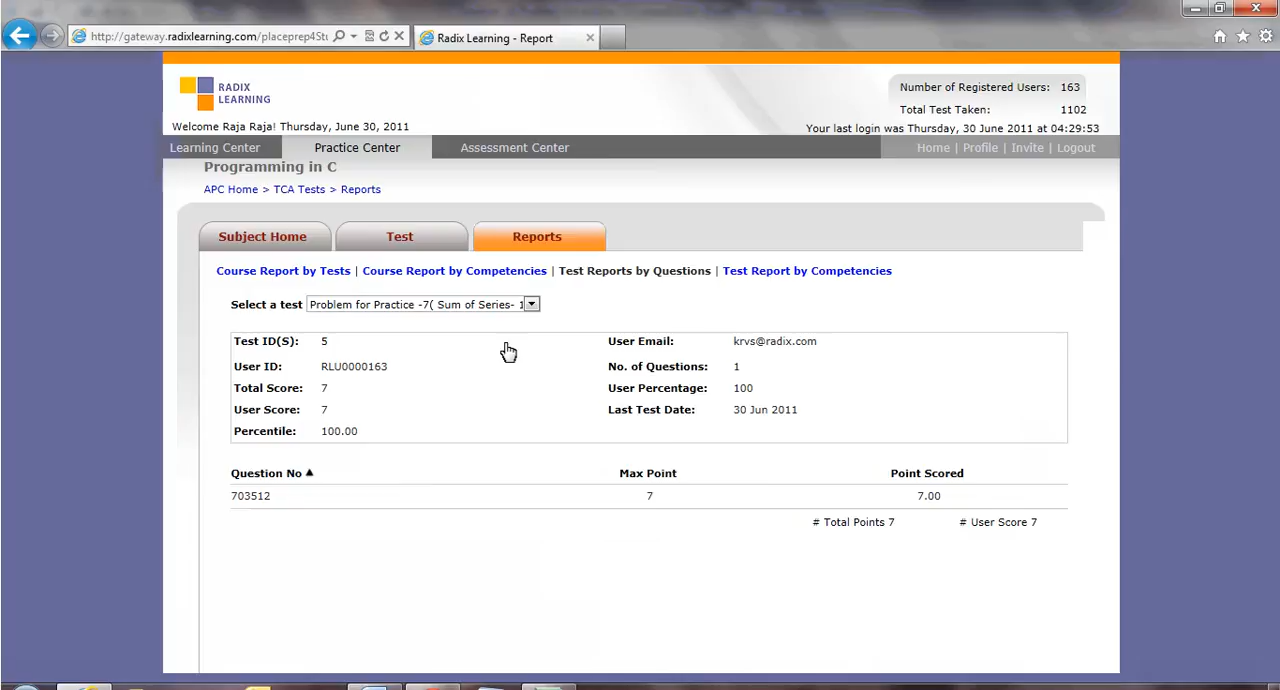 http://gateway.radixlearning.com/placeprep4Stu
Radix Learning - Report
RADIX
LEARNING
Number of Registered Users: 163
Total Test Taken: 1102
Welcome Raja Raja! Thursday, June 30, 2011
Your last login was Thursday, 30 June 2011 at 04:29:53
Learning Center Practice Center Assessment Center Home | Profile | Invite | Logout
Programming in C
APC Home > TCA Tests > Reports
Subject Home Test Reports
Course Report by Tests | Course Report by Competencies | Test Reports by Questions | Test Report by Competencies
Select a test Problem for Practice -7( Sum of Series- 1
Test ID(S): 5 User Email: krvs@radix.com
User ID: RLU0000163 No. of Questions: 1
Total Score: 7 User Percentage: 100
User Score: 7 Last Test Date: 30 Jun 2011
Percentile: 100.00
Question No Max Point Point Scored
703512 7 7.00
# Total Points 7 # User Score 7